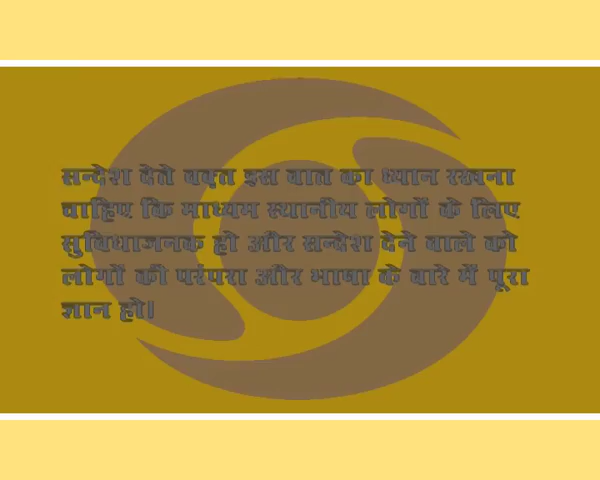 सन्देश देते वक्त इस बात का ध्यान रखना
चाहिए कि माध्यम स्थानीय लोगों के लिए
सुविधाजनक हो और सन्देश देने वाले को
लोगों की परंपरा और भाषा के बारे में पूरा
ज्ञान हो।